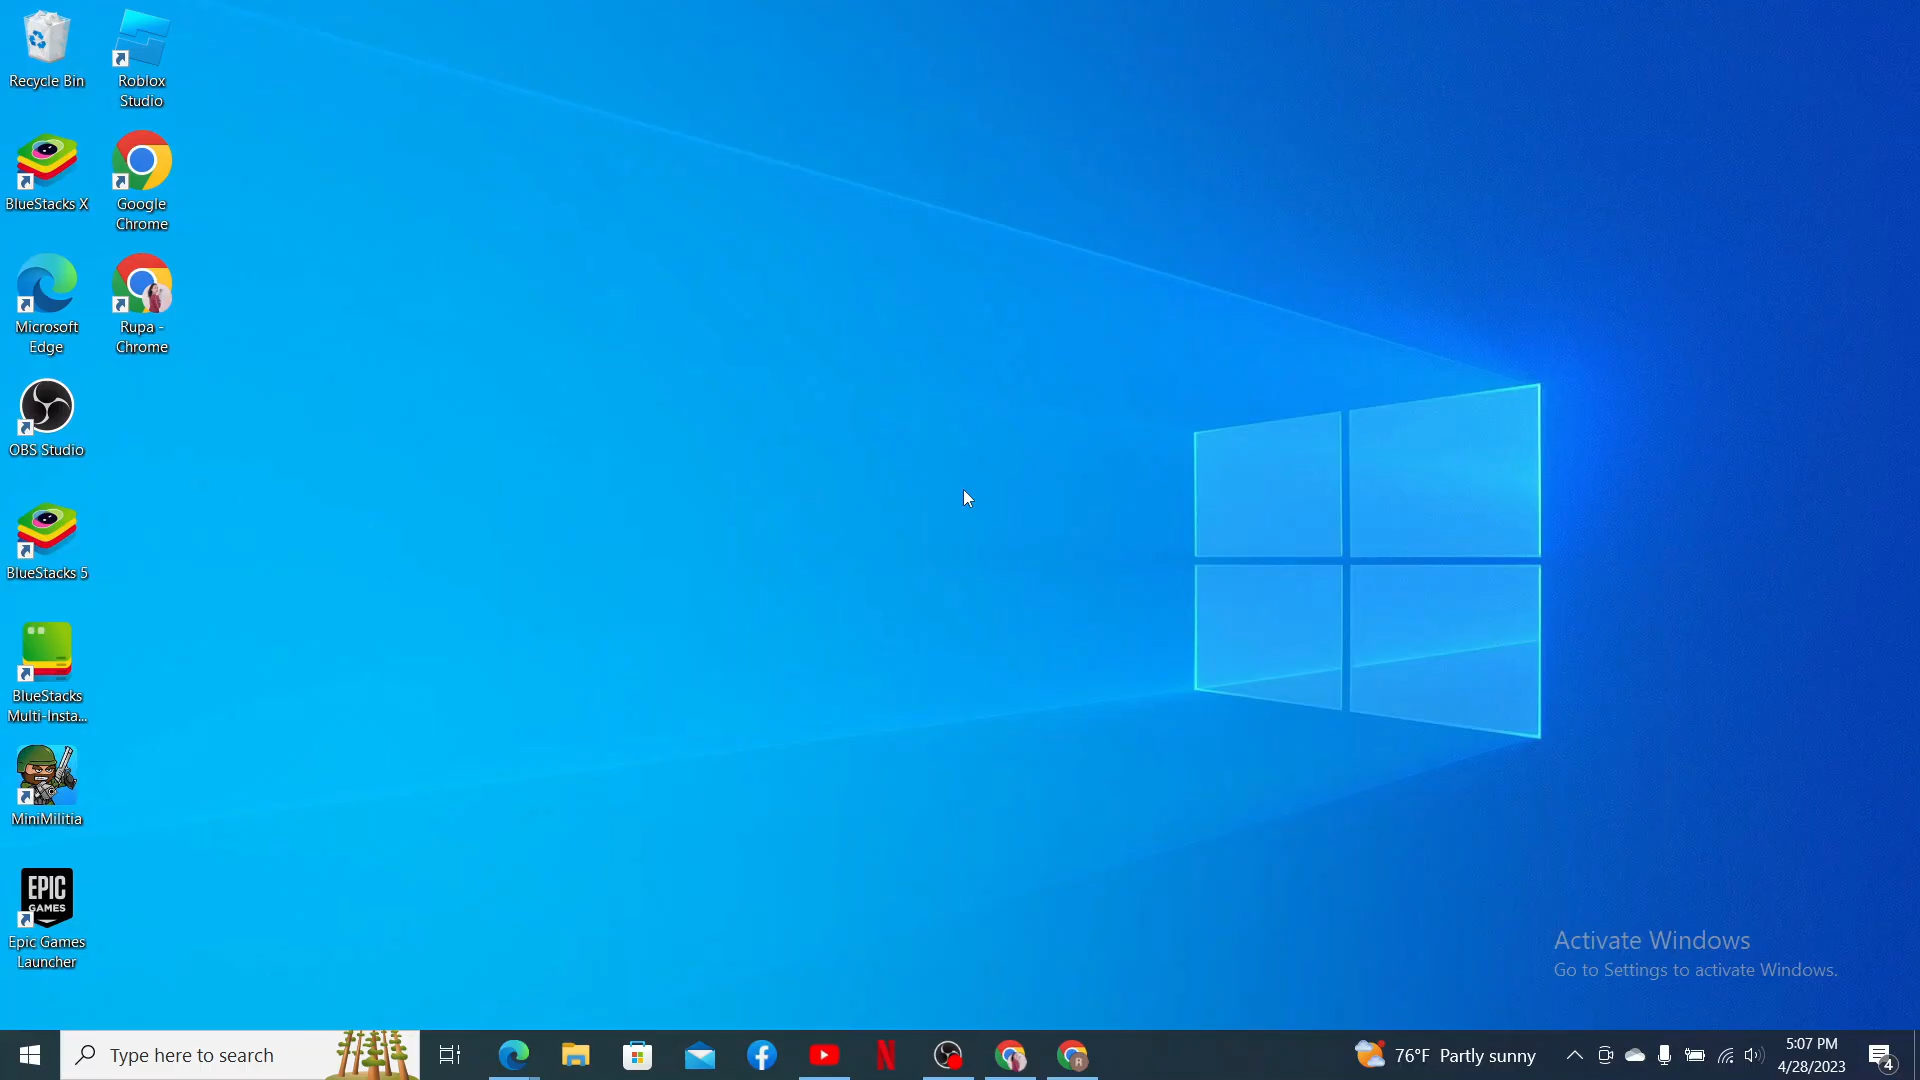 Recycle Bin
Roblox
Studio
BlueStacks X
Google
Chrome
Microsoft
Edge
Rupa -
Chrome
OBS Studio
BlueStacks 5
BlueStacks
Multi-Insta...
MiniMilitia
EPIC
GAMES
Epic Games
Launcher
Activate Windows
Go to Settings to activate Windows.
Type here to search
N
R
76°F Partly sunny
5:07 PM
4/28/2023
4